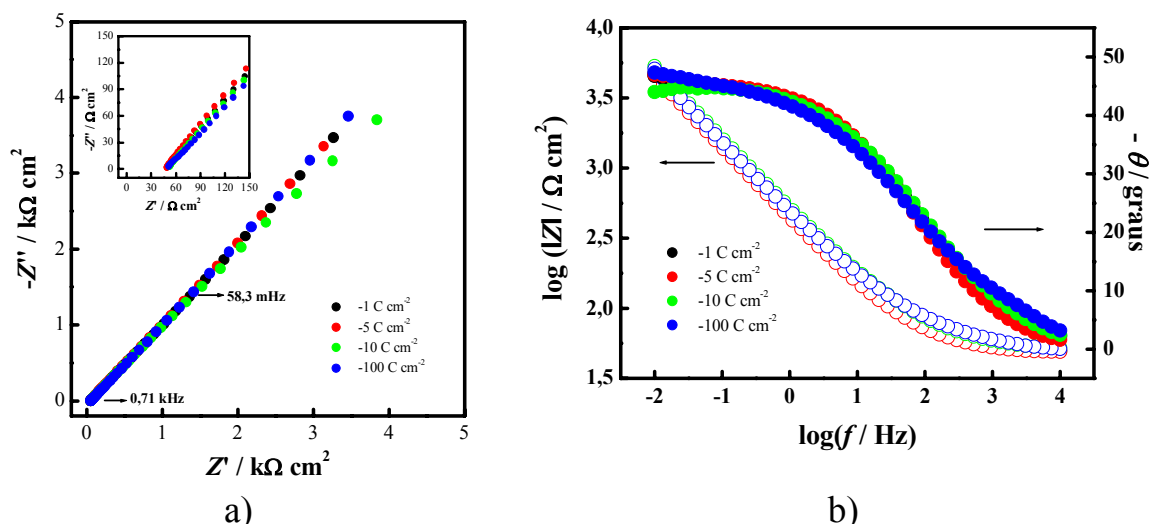 -Z'' / kΩ cm²
5
4
3
2
1
0
0 1 2 3 4 5
Z' / kΩ cm²
-Z'' / Ω cm²
150
120
90
60
30
0
0 30 60 90 120 150
Z' / Ω cm²
58,3 mHz
0,71 kHz
-1 C cm⁻²
-5 C cm⁻²
-10 C cm⁻²
-100 C cm⁻²
a)
log (|Z| / Ω cm²)
4,0
3,5
3,0
2,5
2,0
1,5
-2 -1 0 1 2 3 4
log(f / Hz)
50
40
30
20
10
0
- θ / graus
-1 C cm⁻²
-5 C cm⁻²
-10 C cm⁻²
-100 C cm⁻²
b)